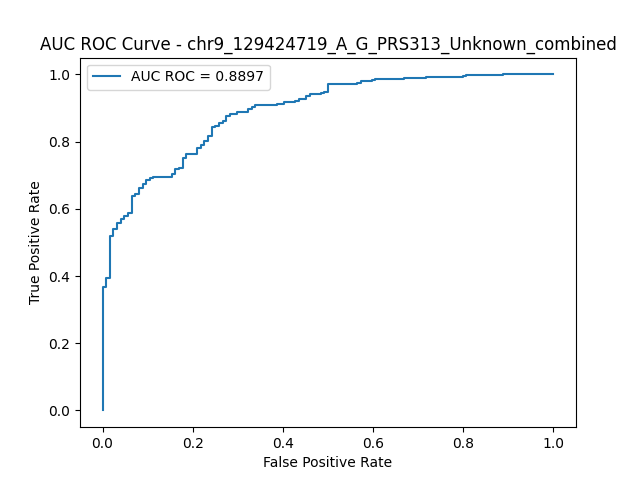 AUC ROC Curve - chr9_129424719_A_G_PRS313_Unknown_combined
AUC ROC = 0.8897
1.0
0.8
0.6
0.4
0.2
0.0
True Positive Rate
0.0 0.2 0.4 0.6 0.8 1.0
False Positive Rate